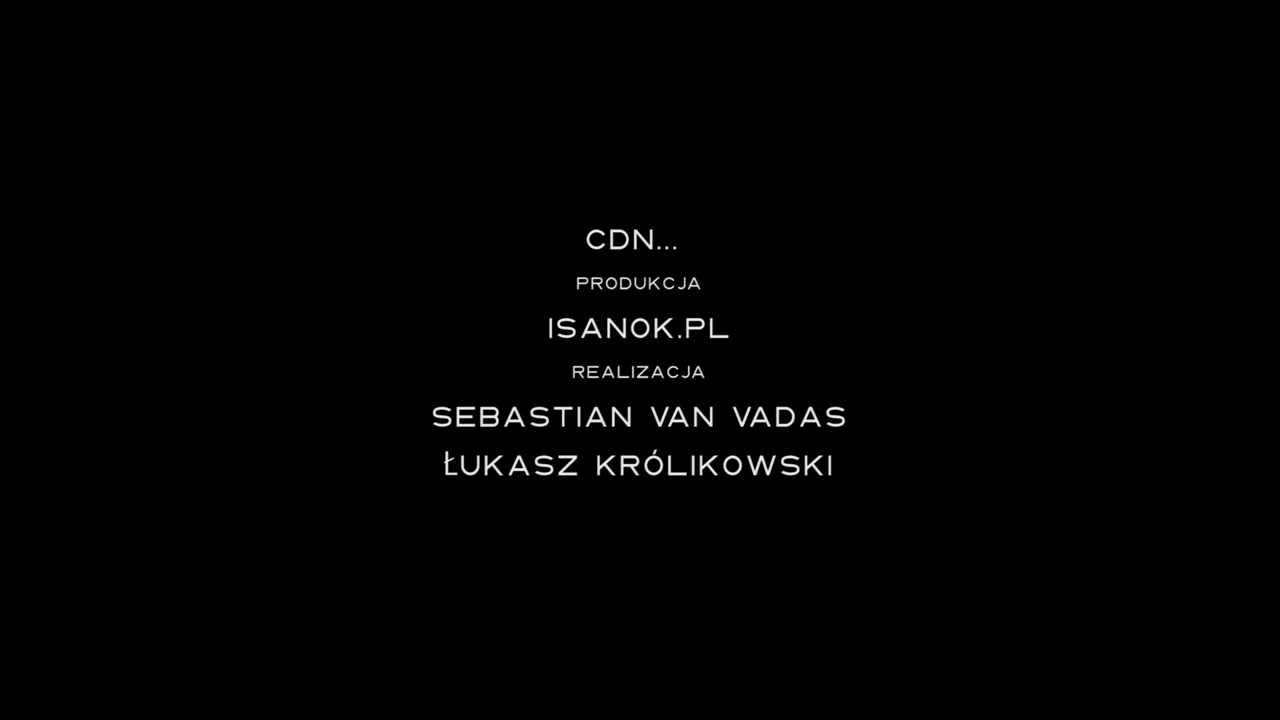 CDN...
PRODUKCJA
ISANOK.PL
REALIZACJA
SEBASTIAN VAN VADAS
ŁUKASZ KRÓLIKOWSKI